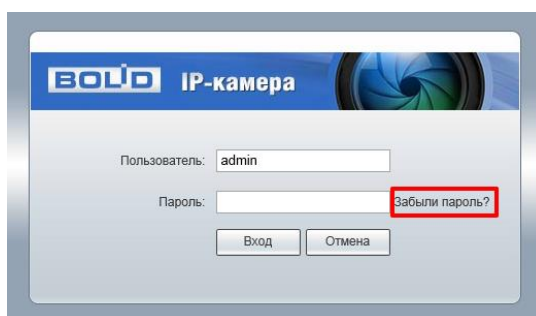 BOLID IP-камера
Пользователь: admin
Пароль: Забыли пароль?
Вход Отмена